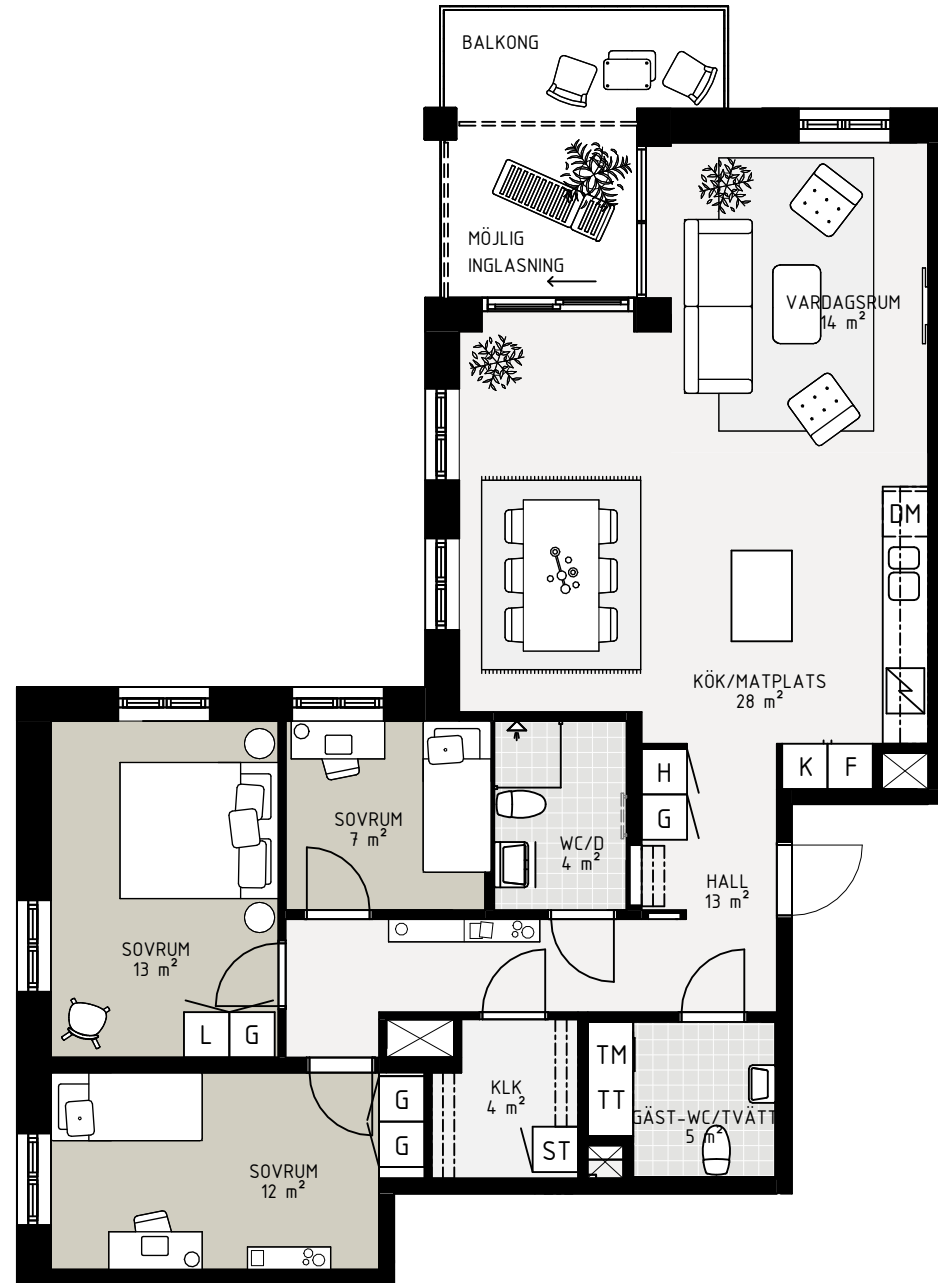 BALKONG
MÖJLIG
INGLASNING
VARDAGSRUM
14 m²
DM
KÖK/MATPLATS
28 m²
K F
H
G
SOVRUM
7 m²
WC/D
4 m²
HALL
13 m²
SOVRUM
13 m²
L G
TM
TT
KLK
4 m²
G
G
GÄST-WC/TVÄTT
5 m²
ST
SOVRUM
12 m²